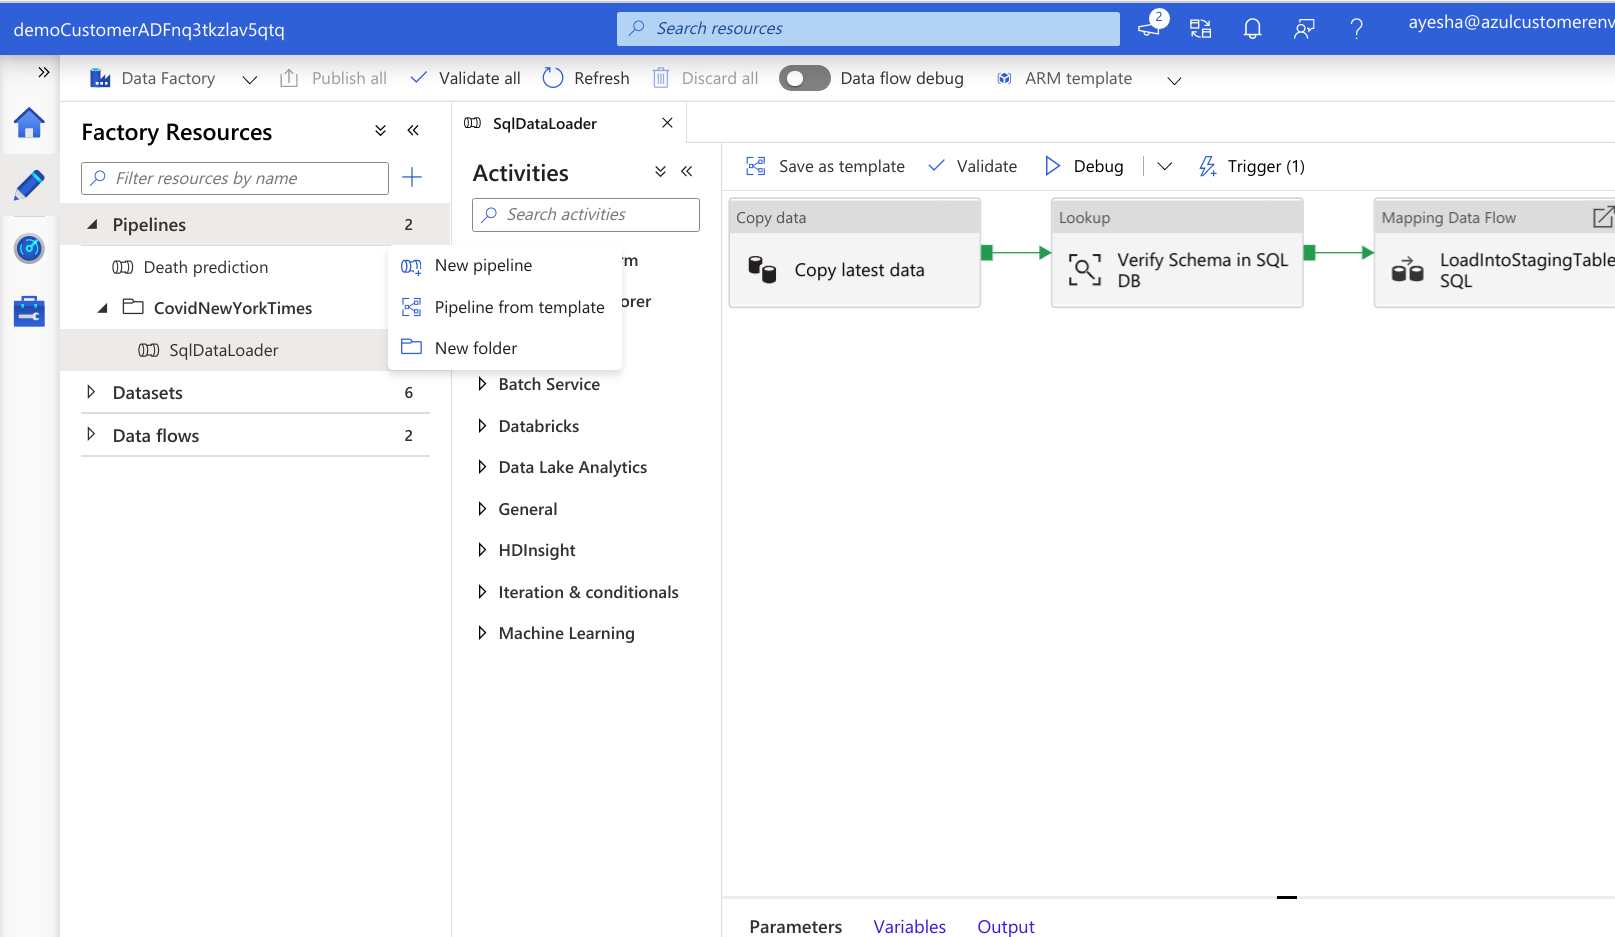 demoCustomerADFnq3tkzlav5qtq
Search resources
2
ayesha@azulcustomerenv
Data Factory
Publish all
Validate all
Refresh
Discard all
Data flow debug
ARM template
Factory Resources
Filter resources by name
Pipelines 2
Death prediction
CovidNewYorkTimes
SqlDataLoader
Datasets 6
Data flows 2
New pipeline
Pipeline from template
New folder
SqlDataLoader
Activities
Search activities
rm
orer
Batch Service
Databricks
Data Lake Analytics
General
HDInsight
Iteration & conditionals
Machine Learning
Save as template
Validate
Debug
Trigger (1)
Copy data
Copy latest data
Lookup
Verify Schema in SQL
DB
Mapping Data Flow
LoadIntoStagingTable
SQL
Parameters
Variables
Output